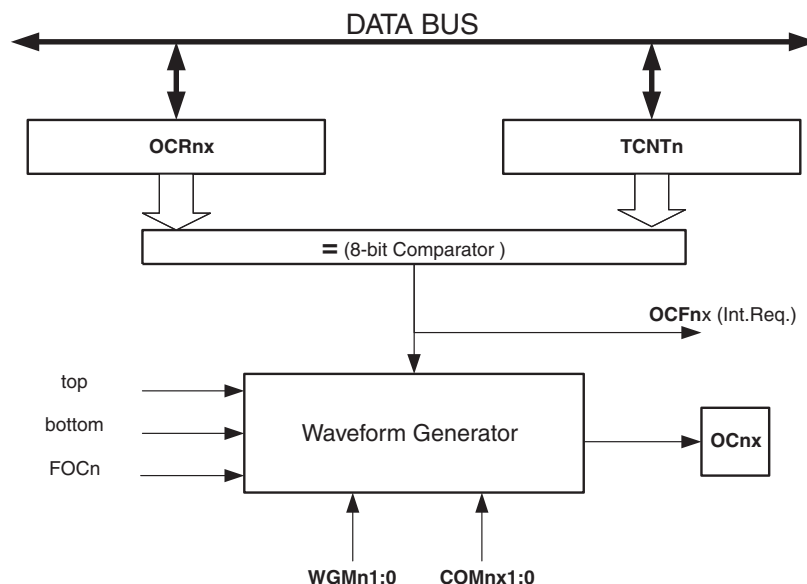 DATA BUS
OCRnx
TCNTn
= (8-bit Comparator )
OCFnx (Int.Req.)
top
bottom
FOCn
Waveform Generator
OCnx
WGMn1:0
COMnx1:0